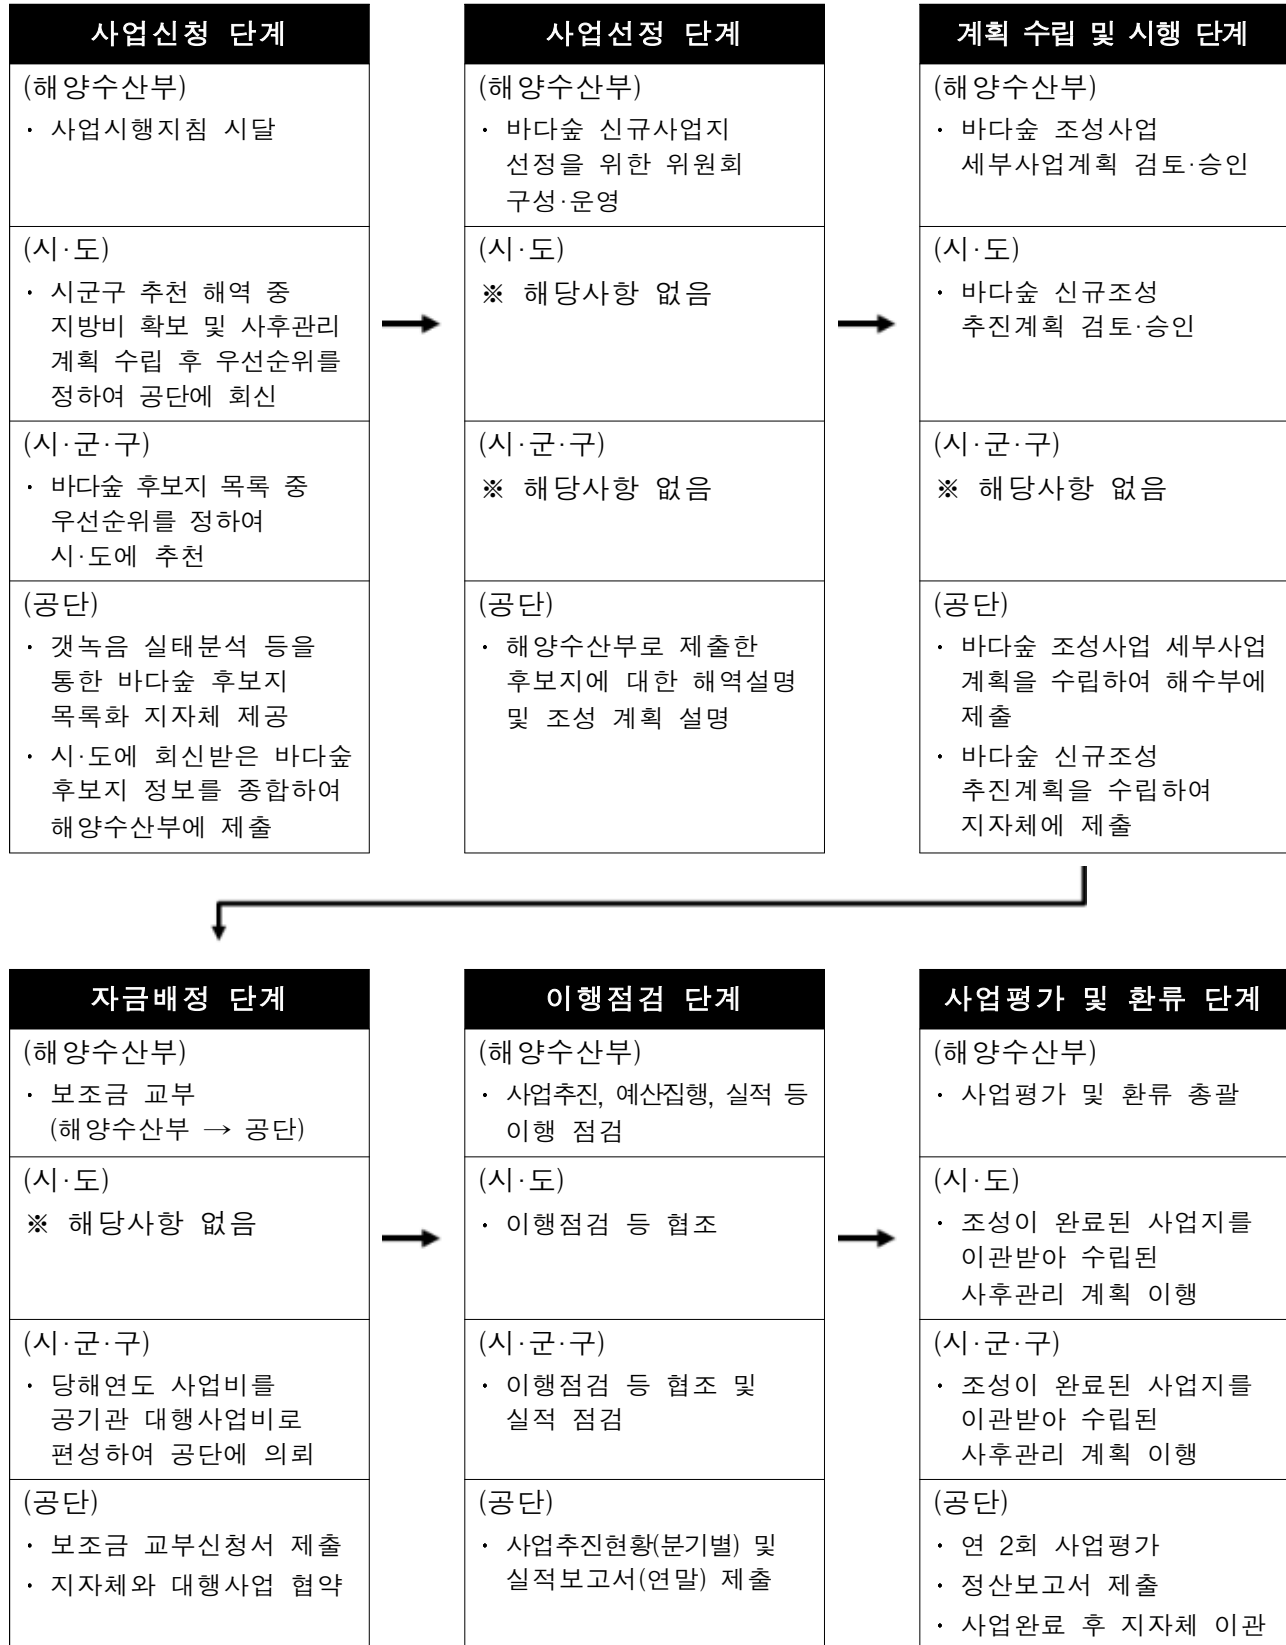 사업신청 단계
(해양수산부)
· 사업시행지침 시달
(시·도)
· 시군구 추천 해역 중
지방비 확보 및 사후관리
계획 수립 후 우선순위를
정하여 공단에 회신
(시·군·구)
· 바다숲 후보지 목록 중
우선순위를 정하여
시·도에 추천
(공단)
· 갯녹음 실태분석 등을
통한 바다숲 후보지
목록화 지자체 제공
· 시·도에 회신받은 바다숲
후보지 정보를 종합하여
해양수산부에 제출
사업선정 단계
(해양수산부)
· 바다숲 신규사업지
선정을 위한 위원회
구성·운영
(시·도)
※ 해당사항 없음
(시·군·구)
※ 해당사항 없음
(공단)
· 해양수산부로 제출한
후보지에 대한 해역설명
및 조성 계획 설명
계획 수립 및 시행 단계
(해양수산부)
· 바다숲 조성사업
세부사업계획 검토·승인
(시·도)
· 바다숲 신규조성
추진계획 검토·승인
(시·군·구)
※ 해당사항 없음
(공단)
· 바다숲 조성사업 세부사업
계획을 수립하여 해수부에
제출
· 바다숲 신규조성
추진계획을 수립하여
지자체에 제출
자금배정 단계
(해양수산부)
· 보조금 교부
(해양수산부 → 공단)
(시·도)
※ 해당사항 없음
(시·군·구)
· 당해연도 사업비를
공기관 대행사업비로
편성하여 공단에 의뢰
(공단)
· 보조금 교부신청서 제출
· 지자체와 대행사업 협약
이행점검 단계
(해양수산부)
· 사업추진, 예산집행, 실적 등
이행 점검
(시·도)
· 이행점검 등 협조
(시·군·구)
· 이행점검 등 협조 및
실적 점검
(공단)
· 사업추진현황(분기별) 및
실적보고서(연말) 제출
사업평가 및 환류 단계
(해양수산부)
· 사업평가 및 환류 총괄
(시·도)
· 조성이 완료된 사업지를
이관받아 수립된
사후관리 계획 이행
(시·군·구)
· 조성이 완료된 사업지를
이관받아 수립된
사후관리 계획 이행
(공단)
· 연 2회 사업평가
· 정산보고서 제출
· 사업완료 후 지자체 이관